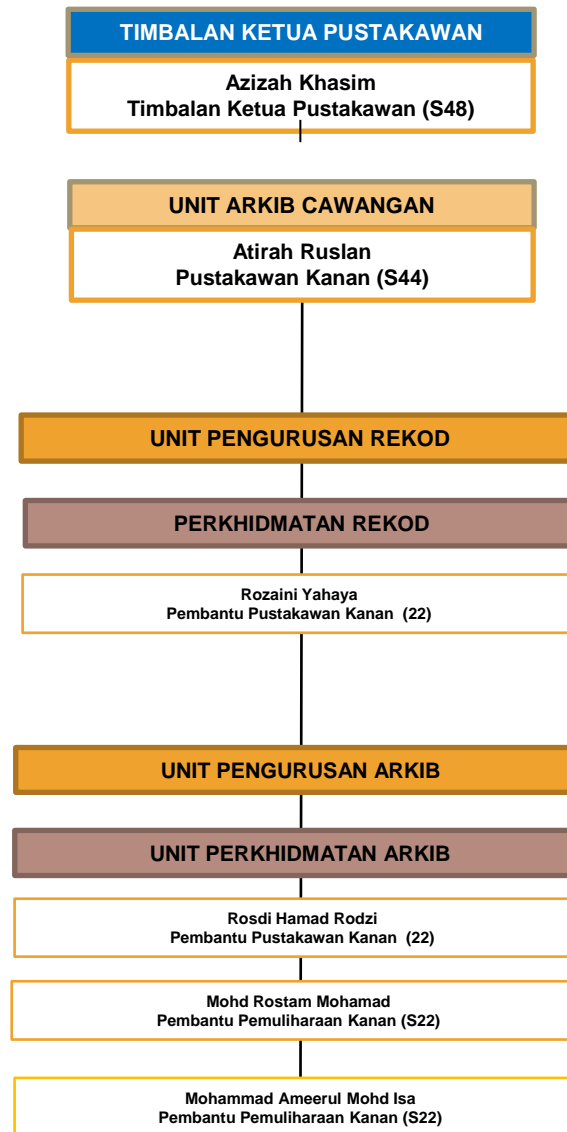 TIMBALAN KETUA PUSTAKAWAN
Azizah Khasim
Timbalan Ketua Pustakawan (S48)
UNIT ARKIB CAWANGAN
Atirah Ruslan
Pustakawan Kanan (S44)
UNIT PENGURUSAN REKOD
PERKHIDMATAN REKOD
Rozaini Yahaya
Pembantu Pustakawan Kanan (22)
UNIT PENGURUSAN ARKIB
UNIT PERKHIDMATAN ARKIB
Rosdi Hamad Rodzi
Pembantu Pustakawan Kanan (22)
Mohd Rostam Mohamad
Pembantu Pemuliharaan Kanan (S22)
Mohammad Ameerul Mohd Isa
Pembantu Pemuliharaan Kanan (S22)